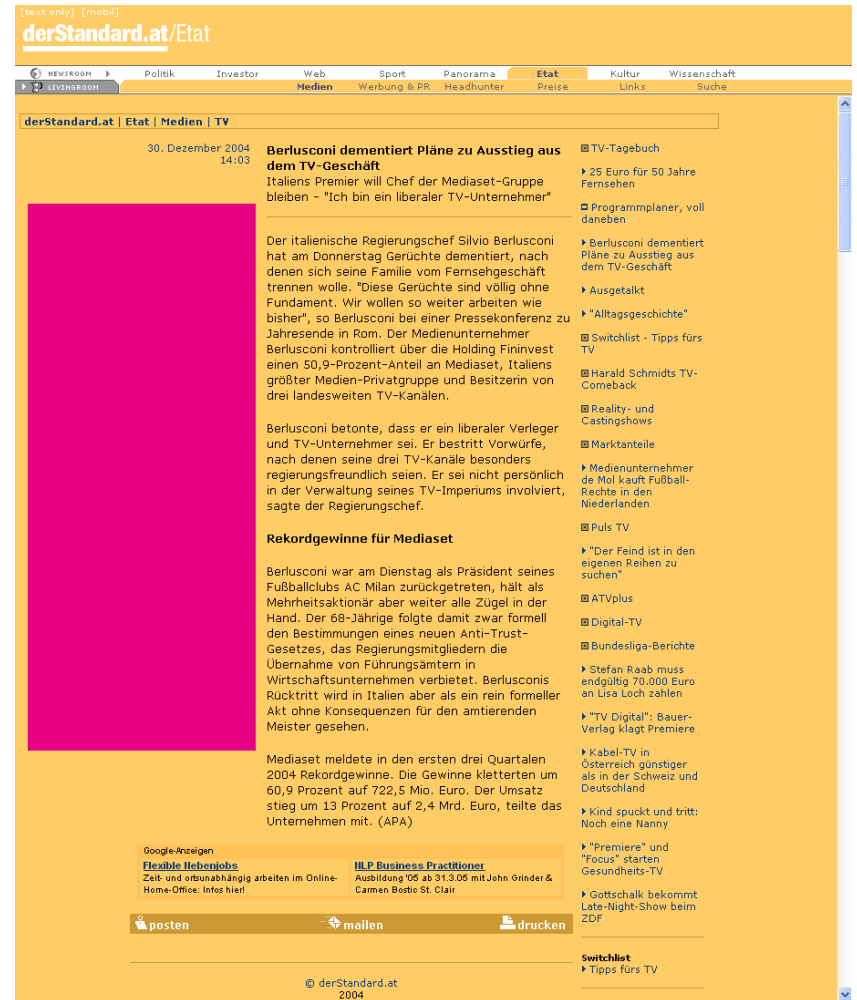 [text only] [mobil]
derStandard.at/Etat
NEWSROOM Politik Investor Web Sport Panorama Etat Kultur Wissenschaft
LIVINGROOM Medien Werbung & PR Headhunter Preise Links Suche
derStandard.at | Etat | Medien | TV
30. Dezember 2004
14:03
Berlusconi dementiert Pläne zu Ausstieg aus
dem TV-Geschäft
Italiens Premier will Chef der Mediaset-Gruppe
bleiben - "Ich bin ein liberaler TV-Unternehmer"
Der italienische Regierungschef Silvio Berlusconi
hat am Donnerstag Gerüchte dementiert, nach
denen sich seine Familie vom Fernsehgeschäft
trennen wolle. "Diese Gerüchte sind völlig ohne
Fundament. Wir wollen so weiter arbeiten wie
bisher", so Berlusconi bei einer Pressekonferenz zu
Jahresende in Rom. Der Medienunternehmer
Berlusconi kontrolliert über die Holding Fininvest
einen 50,9-Prozent-Anteil an Mediaset, Italiens
größter Medien-Privatgruppe und Besitzerin von
drei landesweiten TV-Kanälen.
Berlusconi betonte, dass er ein liberaler Verleger
und TV-Unternehmer sei. Er bestritt Vorwürfe,
nach denen seine drei TV-Kanäle besonders
regierungsfreundlich seien. Er sei nicht persönlich
in der Verwaltung seines TV-Imperiums involviert,
sagte der Regierungschef.
Rekordgewinne für Mediaset
Berlusconi war am Dienstag als Präsident seines
Fußballclubs AC Milan zurückgetreten, hält als
Mehrheitsaktionär aber weiter alle Zügel in der
Hand. Der 68-Jährige folgte damit zwar formell
den Bestimmungen eines neuen Anti-Trust-
Gesetzes, das Regierungsmitgliedern die
Übernahme von Führungsämtern in
Wirtschaftsunternehmen verbietet. Berlusconis
Rücktritt wird in Italien aber als ein rein formeller
Akt ohne Konsequenzen für den amtierenden
Meister gesehen.
Mediaset meldete in den ersten drei Quartalen
2004 Rekordgewinne. Die Gewinne kletterten um
60,9 Prozent auf 722,5 Mio. Euro. Der Umsatz
stieg um 13 Prozent auf 2,4 Mrd. Euro, teilte das
Unternehmen mit. (APA)
Google-Anzeigen
Flexible Nebenjobs
Zeit- und ortsunabhängig arbeiten im Online-
Home-Office: Infos hier!
NLP Business Practitioner
Ausbildung '05 ab 31.3.05 mit John Grinder &
Carmen Bostic St. Clair
posten mailen drucken
© derStandard.at
2004
TV-Tagebuch
25 Euro für 50 Jahre
Fernsehen
Programmplaner, voll
daneben
Berlusconi dementiert
Pläne zu Ausstieg aus
dem TV-Geschäft
Ausgetalkt
"Alltagsgeschichte"
Switchlist - Tipps fürs
TV
Harald Schmidts TV-
Comeback
Reality- und
Castingshows
Marktanteile
Medienunternehmer
de Mol kauft Fußball-
Rechte in den
Niederlanden
Puls TV
"Der Feind ist in den
eigenen Reihen zu
suchen"
ATVplus
Digital-TV
Bundesliga-Berichte
Stefan Raab muss
endgültig 70.000 Euro
an Lisa Loch zahlen
"TV Digital": Bauer-
Verlag klagt Premiere
Kabel-TV in
Österreich günstiger
als in der Schweiz und
Deutschland
Kind spuckt und tritt:
Noch eine Nanny
"Premiere" und
"Focus" starten
Gesundheits-TV
Gottschalk bekommt
Late-Night-Show beim
ZDF
Switchlist
Tipps fürs TV